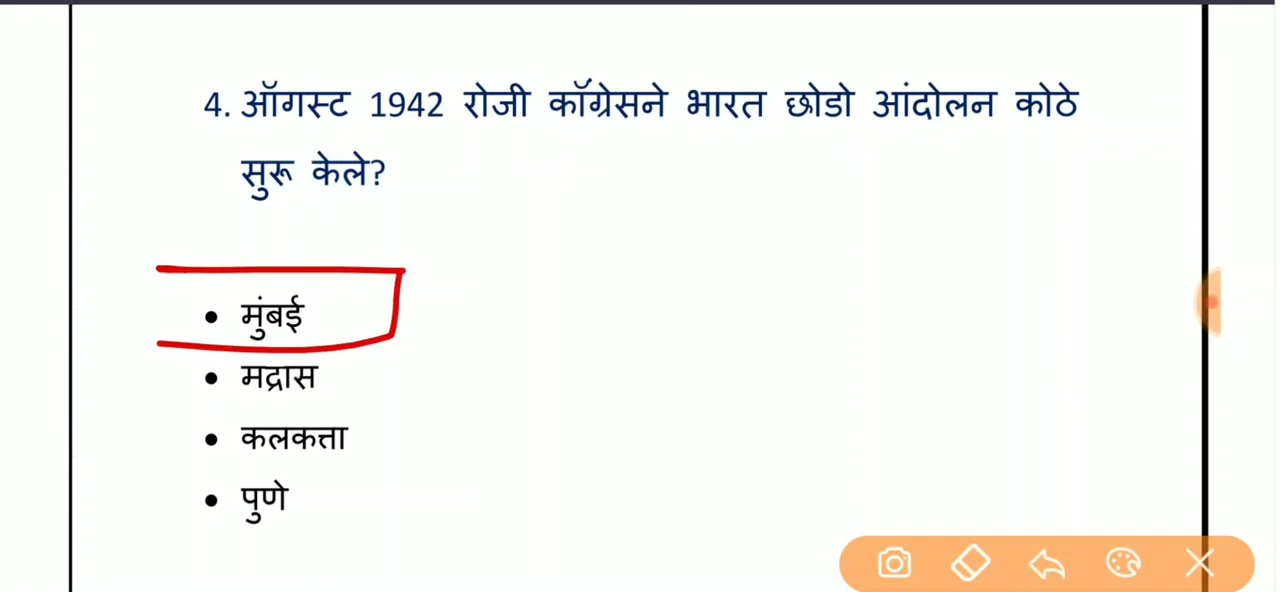 4. ऑगस्ट 1942 रोजी कॉंग्रेसने भारत छोडो आंदोलन कोठे
सुरू केले?
• मुंबई
• मद्रास
• कलकत्ता
• पुणे